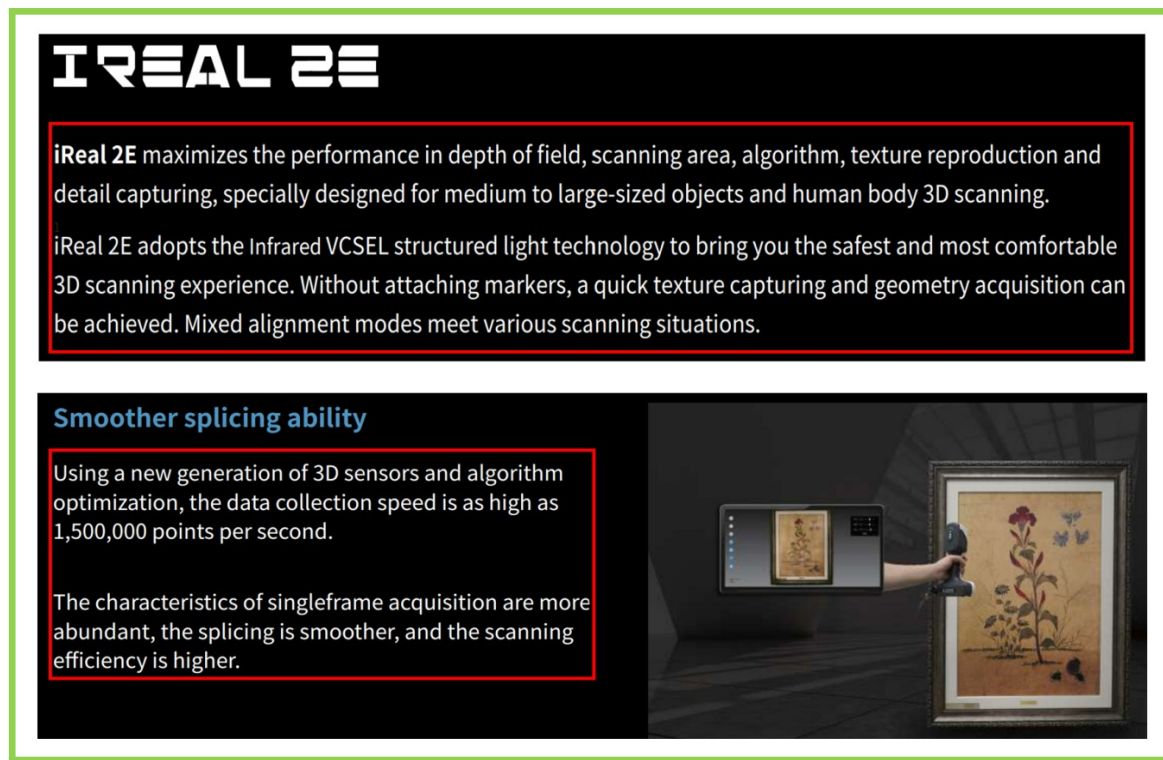 IREAL 2E
iReal 2E maximizes the performance in depth of field, scanning area, algorithm, texture reproduction and
detail capturing, specially designed for medium to large-sized objects and human body 3D scanning.
iReal 2E adopts the Infrared VCSEL structured light technology to bring you the safest and most comfortable
3D scanning experience. Without attaching markers, a quick texture capturing and geometry acquisition can
be achieved. Mixed alignment modes meet various scanning situations.
Smoother splicing ability
Using a new generation of 3D sensors and algorithm
optimization, the data collection speed is as high as
1,500,000 points per second.
The characteristics of singleframe acquisition are more
abundant, the splicing is smoother, and the scanning
efficiency is higher.